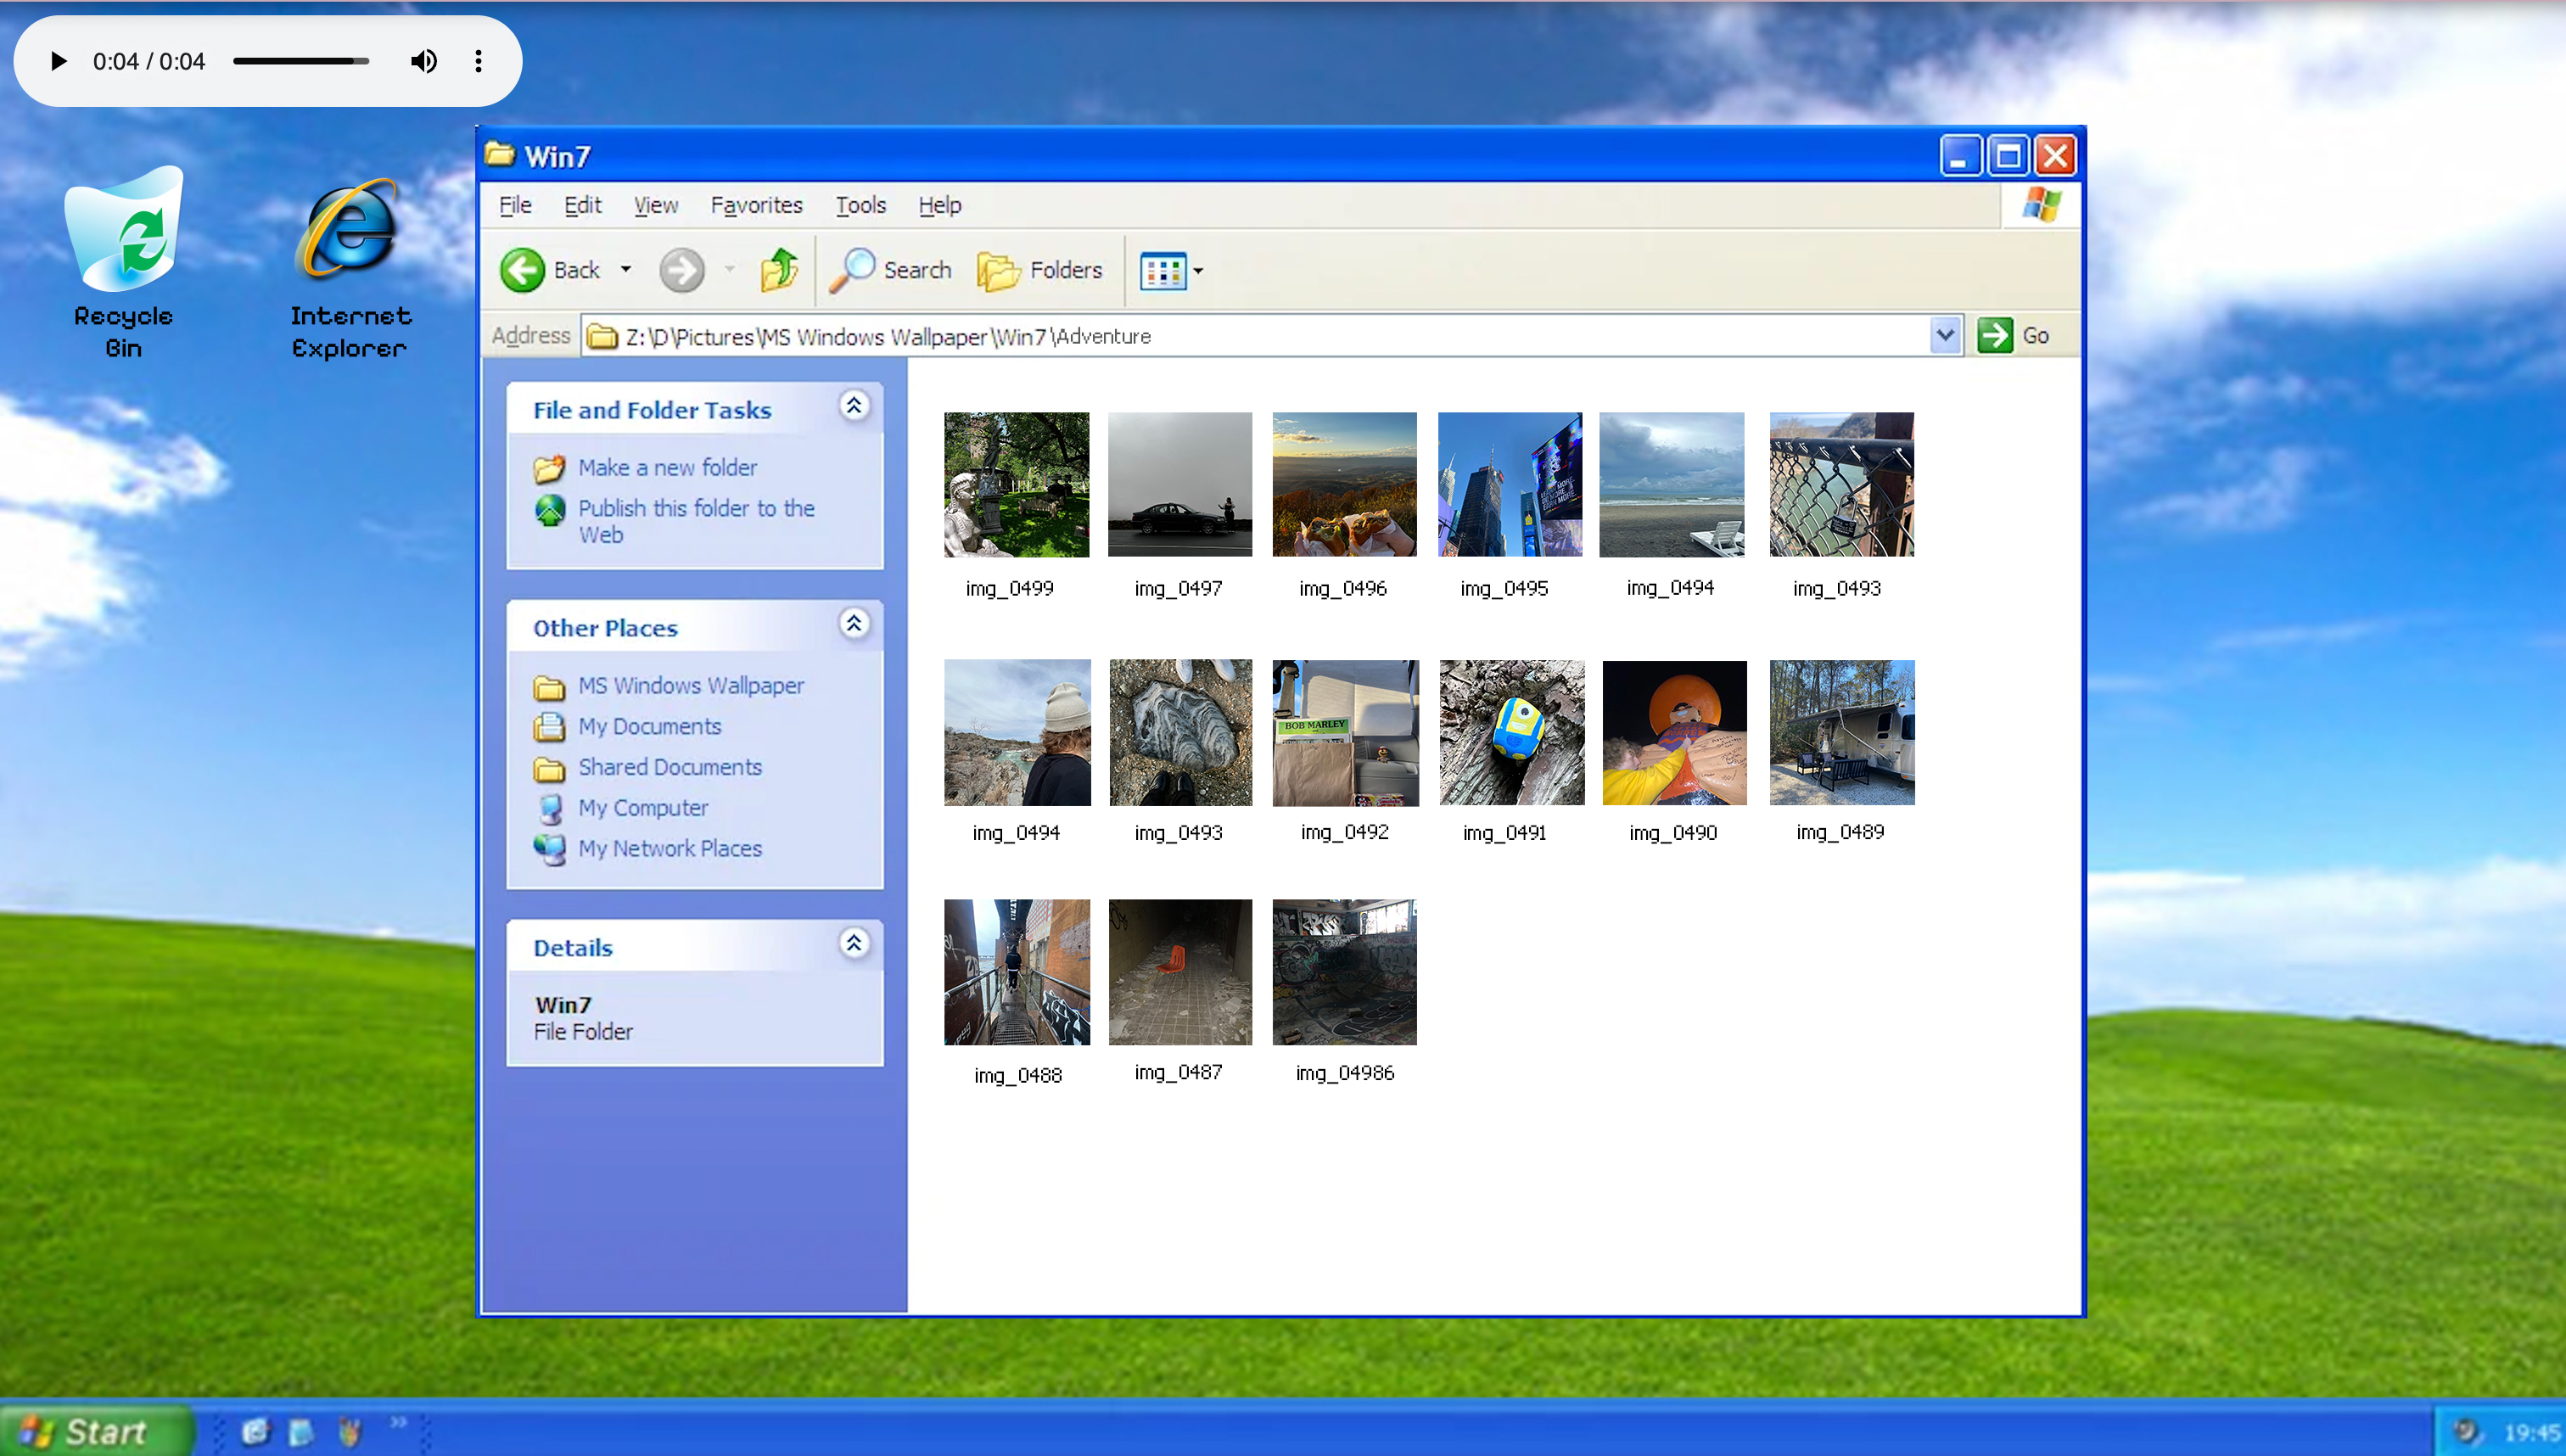 0:04 / 0:04
Recycle
Bin
Internet
Explorer
Win7
File Edit View Favorites Tools Help
Back Search Folders
Address Z:\D\Pictures\MS Windows Wallpaper\Win7\Adventure Go
File and Folder Tasks
Make a new folder
Publish this folder to the
Web
Other Places
MS Windows Wallpaper
My Documents
Shared Documents
My Computer
My Network Places
Details
Win7
File Folder
img_0499 img_0497 img_0496 img_0495 img_0494 img_0493
BOB MARLEY
img_0494 img_0493 img_0492 img_0491 img_0490 img_0489
img_0488 img_0487 img_04986
Start
19:45